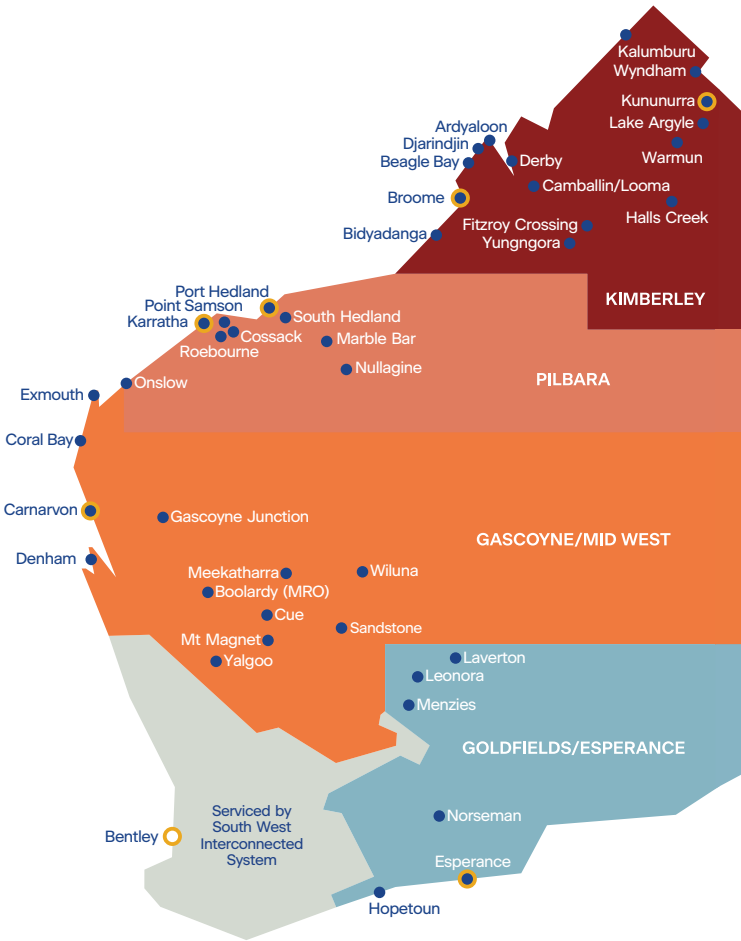 Kalumburu
Wyndham
Kununurra
Lake Argyle
Ardyaloon
Djarindjin
Beagle Bay
Derby
Warmun
Camballin/Looma
Broome
Halls Creek
Fitzroy Crossing
Bidyadanga
Yungngora
Port Hedland
KIMBERLEY
Point Samson
Karratha
South Hedland
Cossack
Marble Bar
Roebourne
Nullagine
PILBARA
Onslow
Exmouth
Coral Bay
Carnarvon
Gascoyne Junction
GASCOYNE/MID WEST
Denham
Meekatharra
Wiluna
Boolardy (MRO)
Cue
Sandstone
Mt Magnet
Yalgoo
Laverton
Leonora
Menzies
GOLDFIELDS/ESPERANCE
Serviced by
South West
Interconnected
System
Norseman
Bentley
Esperance
Hopetoun